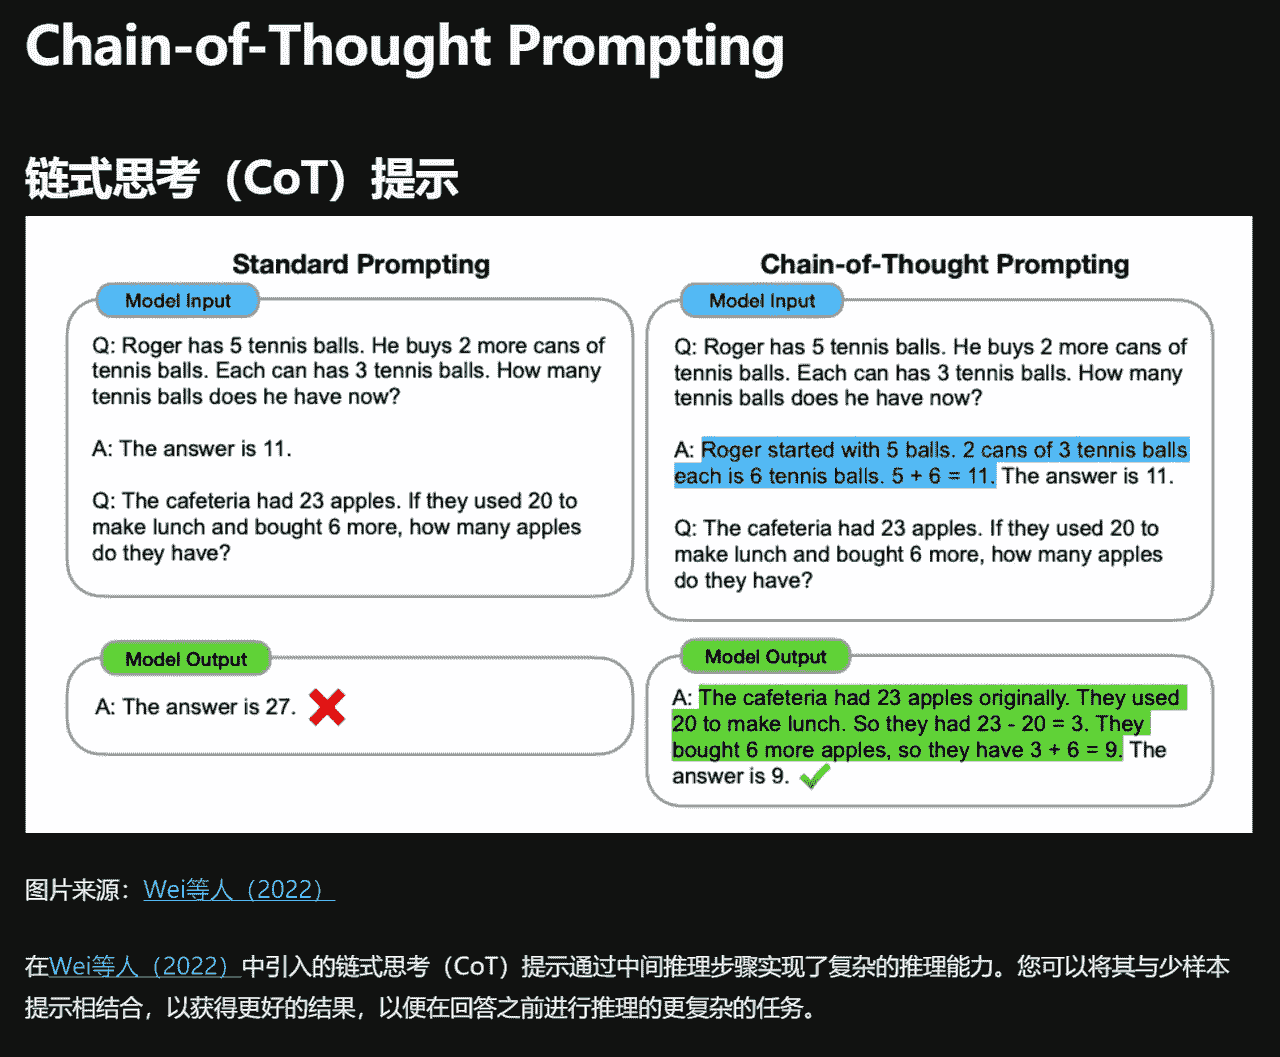 Chain-of-Thought Prompting
链式思考（CoT）提示
Standard Prompting
Model Input
Q: Roger has 5 tennis balls. He buys 2 more cans of
tennis balls. Each can has 3 tennis balls. How many
tennis balls does he have now?
A: The answer is 11.
Q: The cafeteria had 23 apples. If they used 20 to
make lunch and bought 6 more, how many apples
do they have?
Model Output
A: The answer is 27.
Chain-of-Thought Prompting
Model Input
Q: Roger has 5 tennis balls. He buys 2 more cans of
tennis balls. Each can has 3 tennis balls. How many
tennis balls does he have now?
A: Roger started with 5 balls. 2 cans of 3 tennis balls
each is 6 tennis balls. 5 + 6 = 11. The answer is 11.
Q: The cafeteria had 23 apples. If they used 20 to
make lunch and bought 6 more, how many apples
do they have?
Model Output
A: The cafeteria had 23 apples originally. They used
20 to make lunch. So they had 23 - 20 = 3. They
bought 6 more apples, so they have 3 + 6 = 9. The
answer is 9.
图片来源：Wei等人（2022）
在Wei等人（2022）中引入的链式思考（CoT）提示通过中间推理步骤实现了复杂的推理能力。您可以将其与少样本
提示相结合，以获得更好的结果，以便在回答之前进行推理的更复杂的任务。